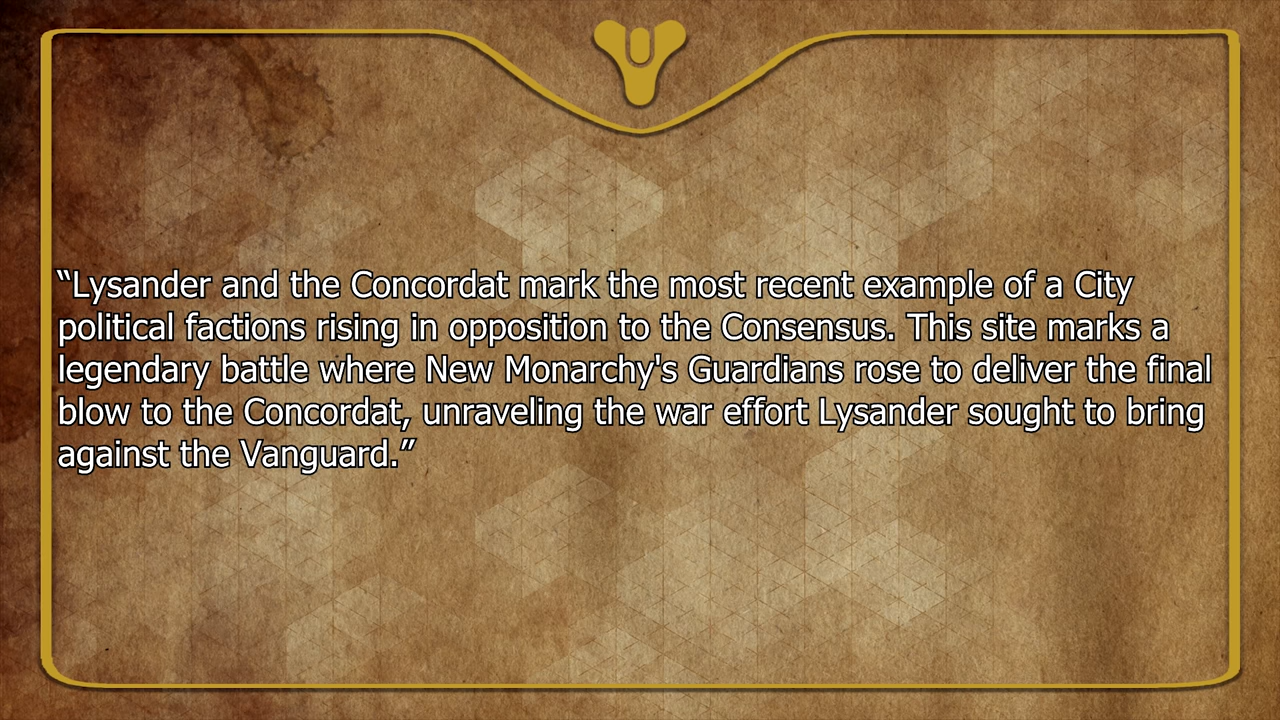 “Lysander and the Concordat mark the most recent example of a City
political factions rising in opposition to the Consensus. This site marks a
legendary battle where New Monarchy's Guardians rose to deliver the final
blow to the Concordat, unraveling the war effort Lysander sought to bring
against the Vanguard.”